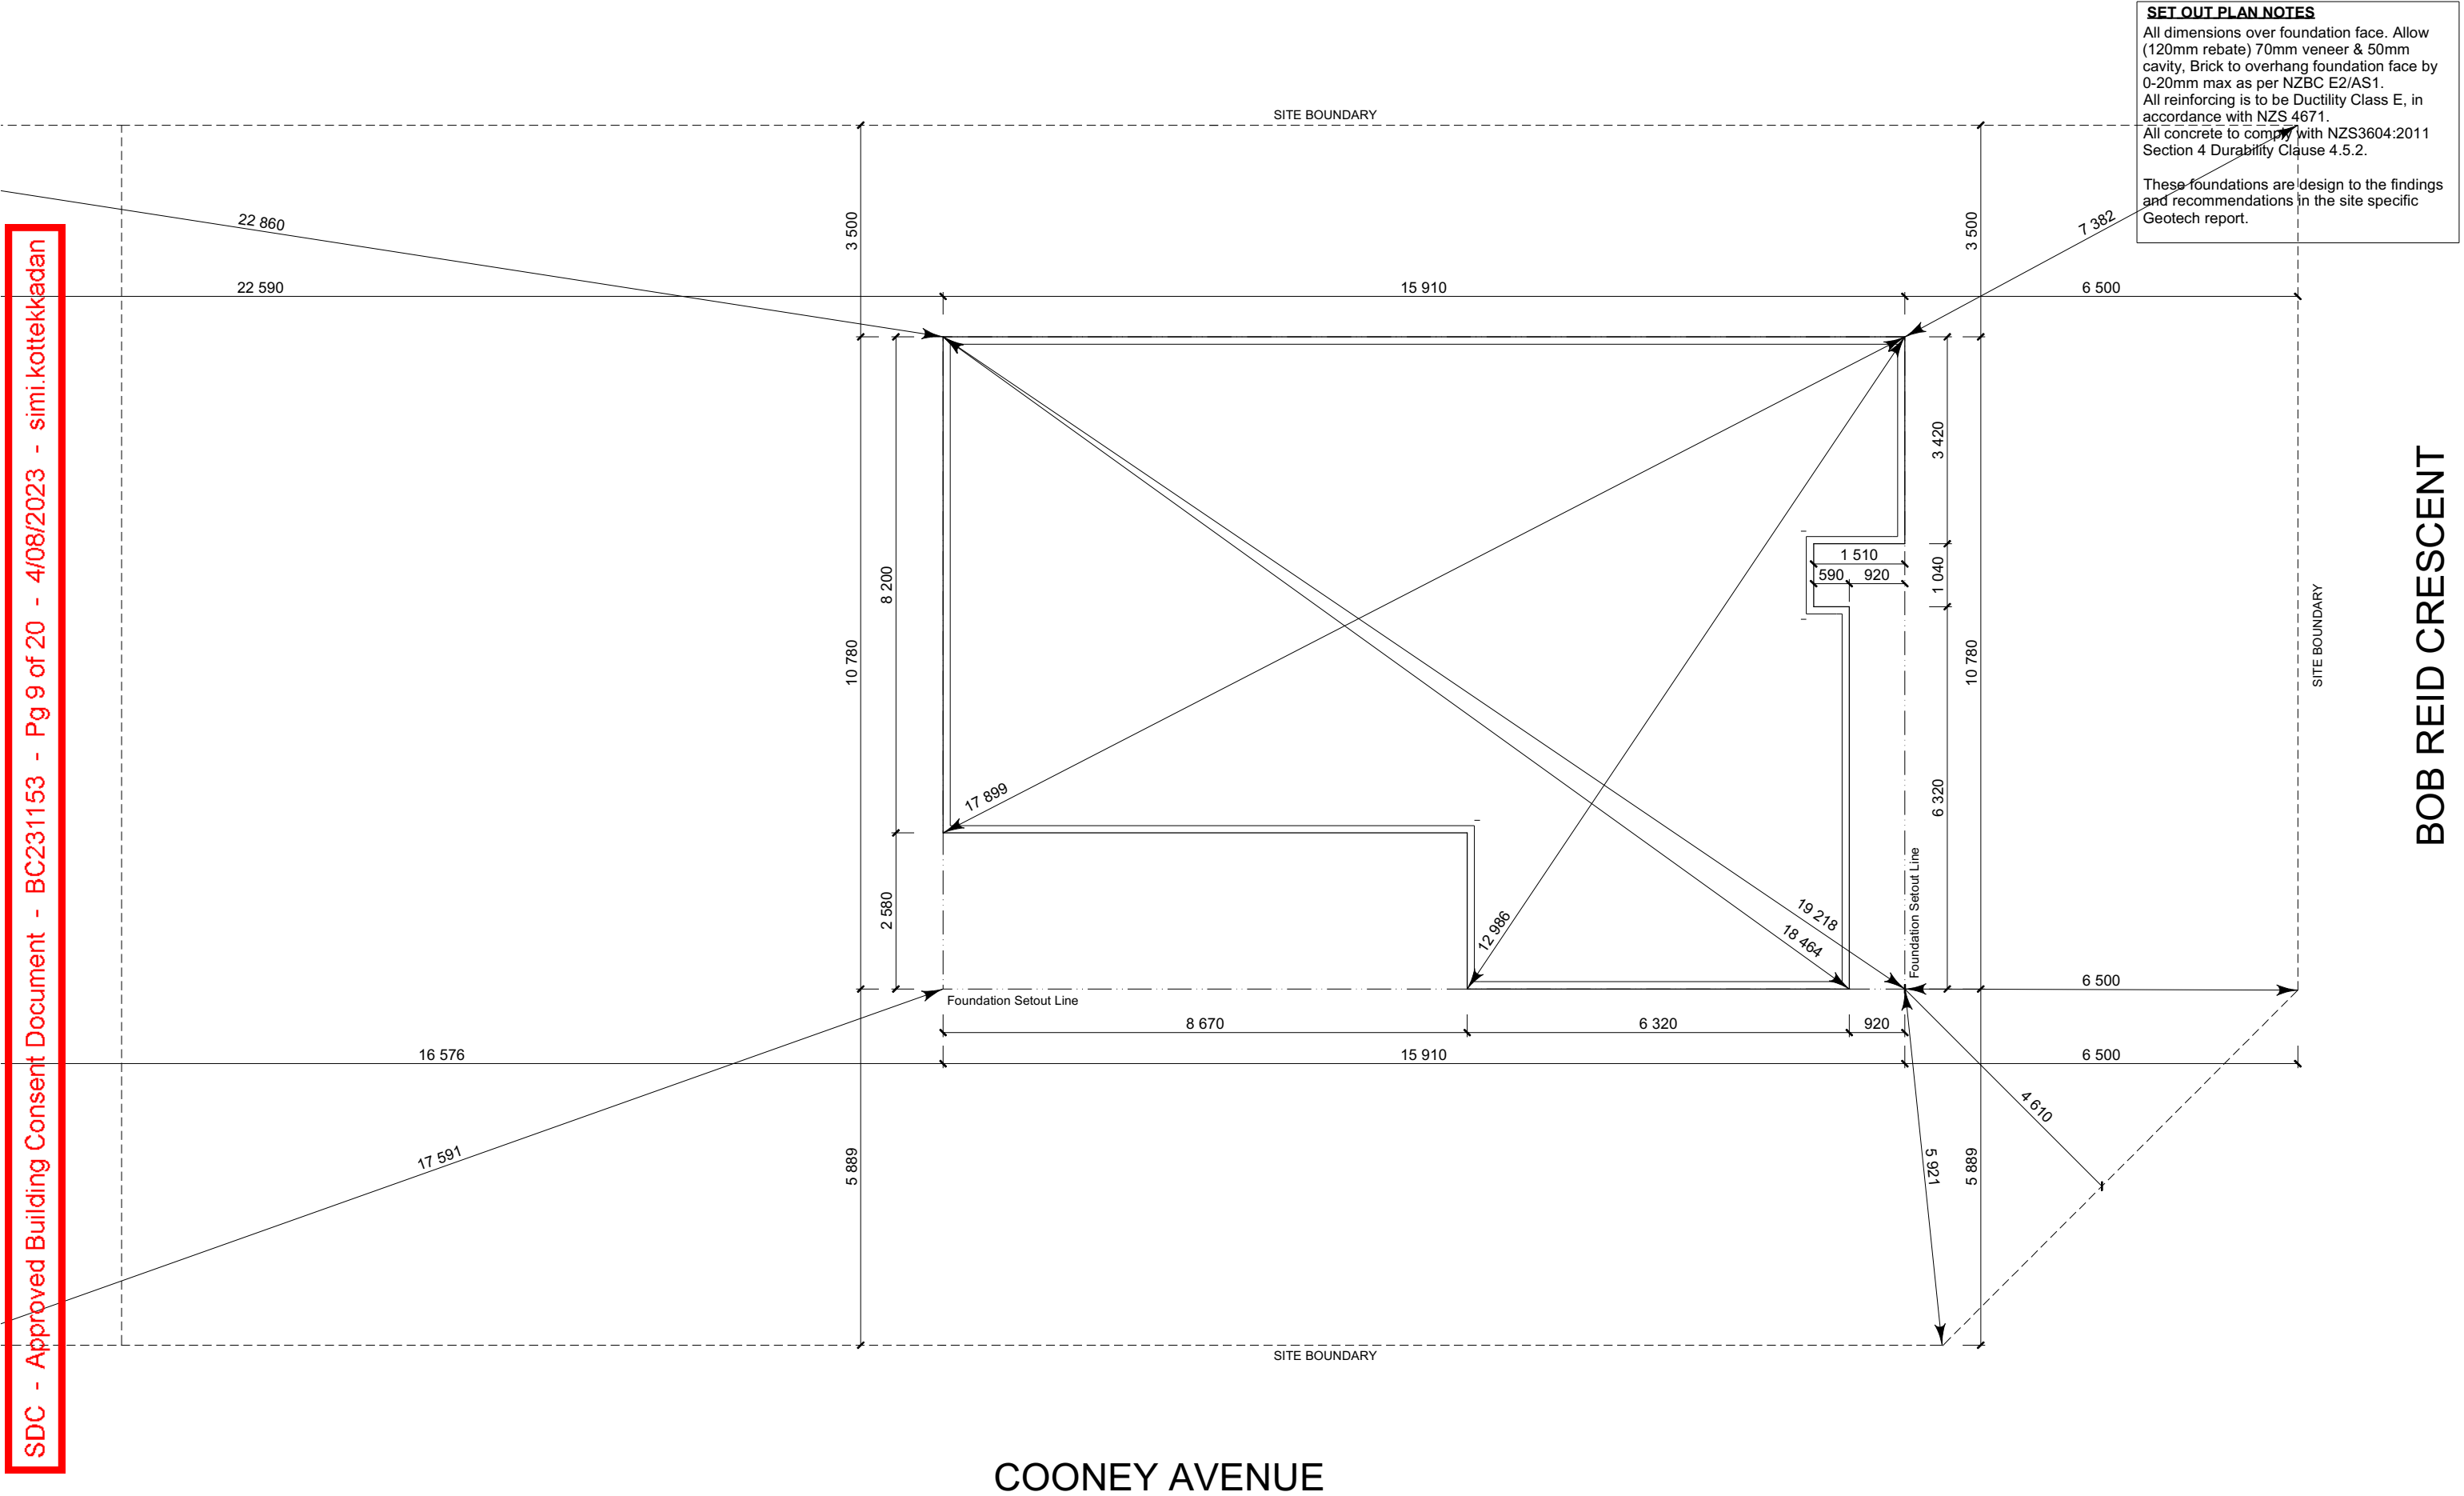 SET OUT PLAN NOTES
All dimensions over foundation face. Allow
(120mm rebate) 70mm veneer & 50mm
cavity, Brick to overhang foundation face by
0-20mm max as per NZBC E2/AS1.
All reinforcing is to be Ductility Class E, in
accordance with NZS 4671.
All concrete to comply with NZS3604:2011
Section 4 Durability Clause 4.5.2.
These foundations are design to the findings
and recommendations in the site specific
Geotech report.
SITE BOUNDARY
22 860
3 500
3 500
7 382
22 590
15 910
6 500
SDC - Approved Building Consent Document - BC231153 - Pg 9 of 20 - 4/08/2023 - simi.kottekkadan
3 420
1 510
590
920
1 040
8 200
10 780
10 780
SITE BOUNDARY
BOB REID CRESCENT
17 899
6 320
2 580
12 986
19 218
18 464
Foundation Setout Line
6 500
Foundation Setout Line
8 670
6 320
920
16 576
15 910
6 500
4 610
17 591
5 889
5 921
5 889
SITE BOUNDARY
COONEY AVENUE